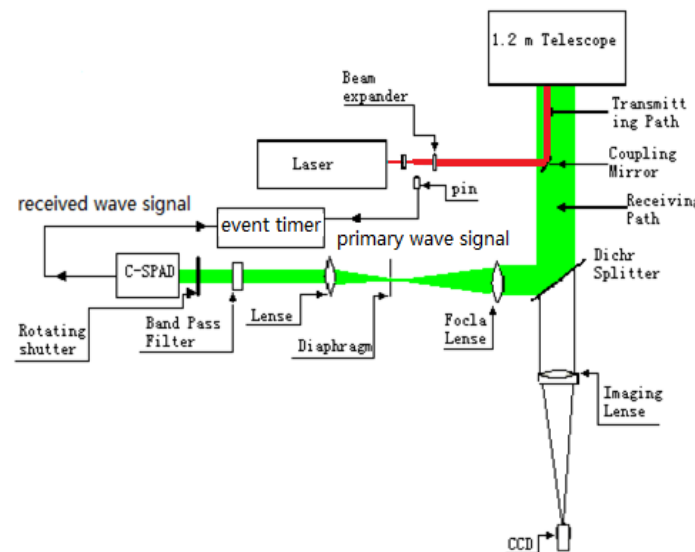 1.2 m Telescope
Beam
expander
Transmitt
ing Path
Laser
Coupling
Mirror
pin
received wave signal
event timer
Receiving
Path
primary wave signal
Dichr
Splitter
C-SPAD
Rotating
shutter
Band Pass
Filter
Lense
Diaphragm
Focla
Lense
Imaging
Lense
CCD